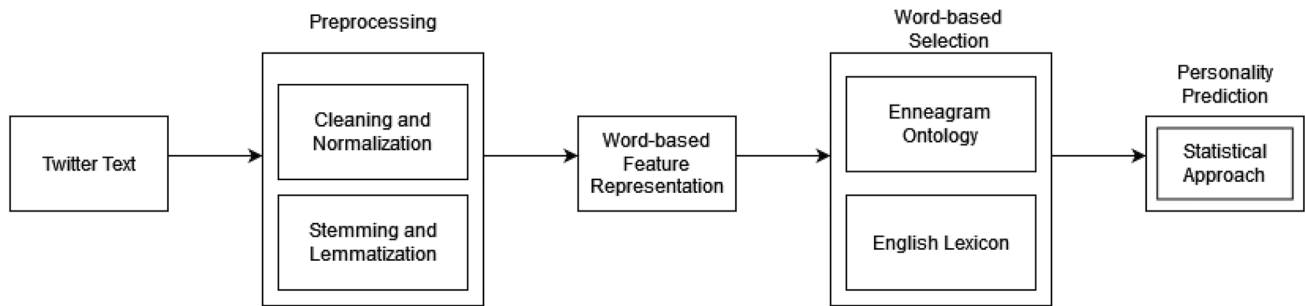 Preprocessing
Word-based
Selection
Personality
Prediction
Twitter Text
Cleaning and
Normalization
Stemming and
Lemmatization
Word-based
Feature
Representation
Enneagram
Ontology
English Lexicon
Statistical
Approach